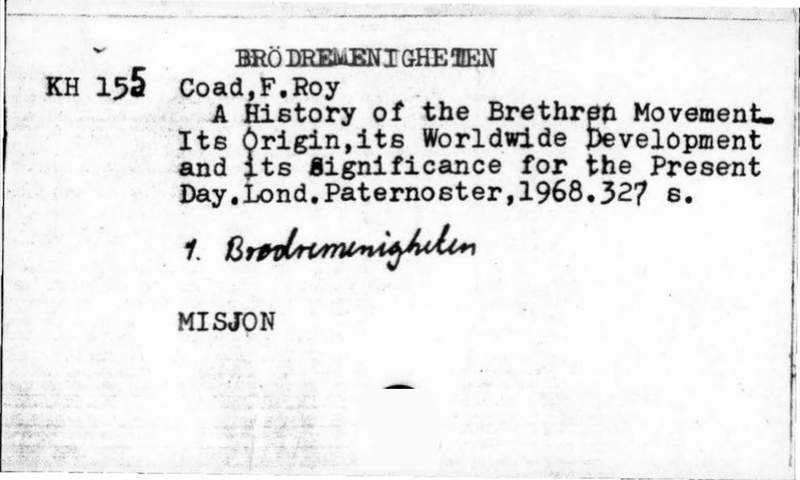 BRÖDREMENIGHETEN
KH 155 Coad,F.Roy
A History of the Brethren Movement-
Its Origin,its Worldwide Development
and its Significance for the Present
Day.Lond.Paternoster,1968.327 s.
1. Brødremenigheten
MISJON